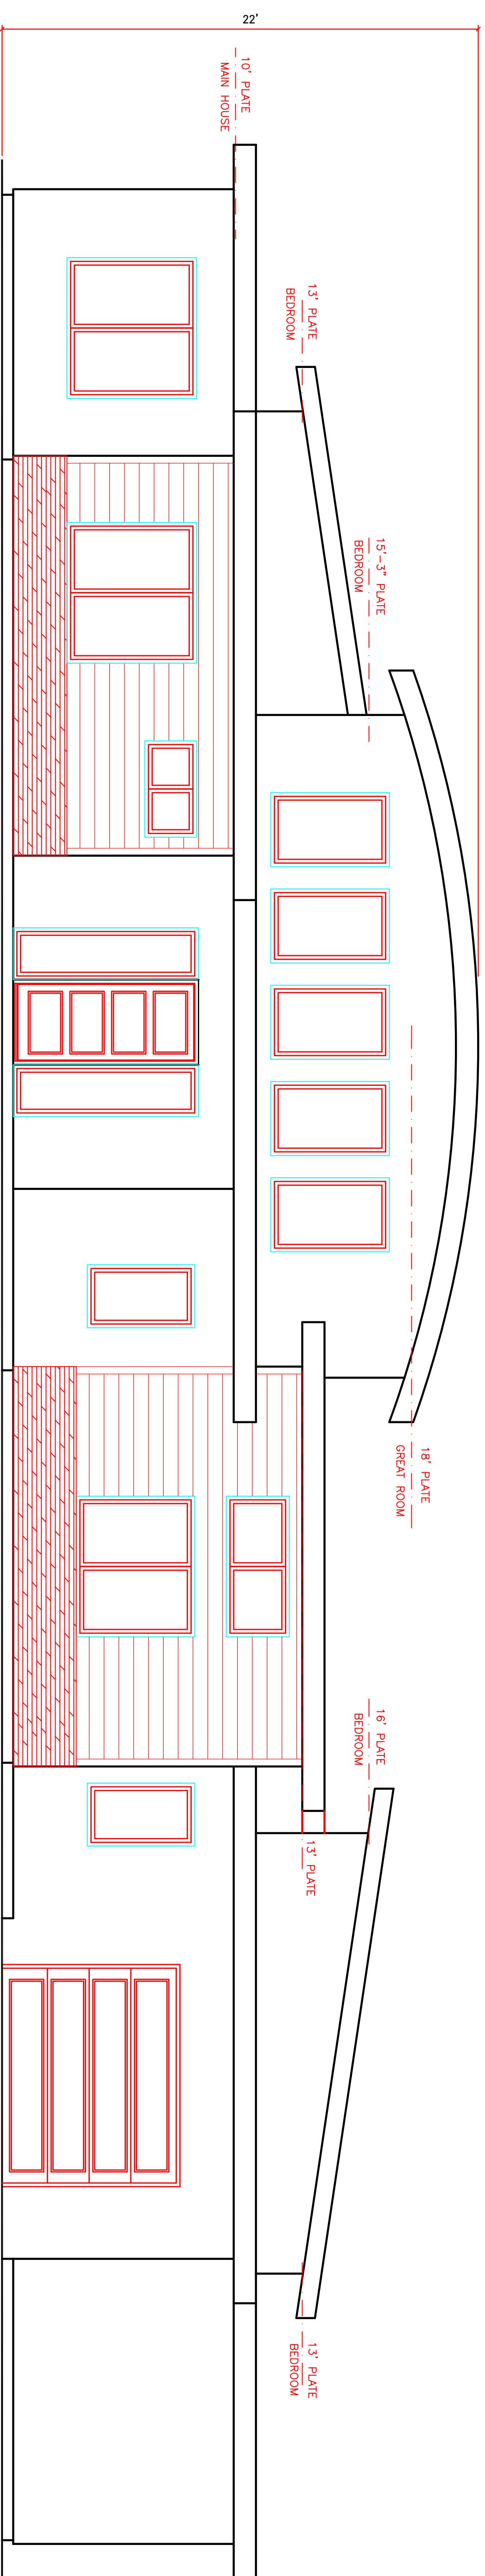 22'
10' PLATE
MAIN HOUSE
13' PLATE
BEDROOM
15'-3" PLATE
BEDROOM
18' PLATE
GREAT ROOM
16' PLATE
BEDROOM
13' PLATE
13' PLATE
BEDROOM